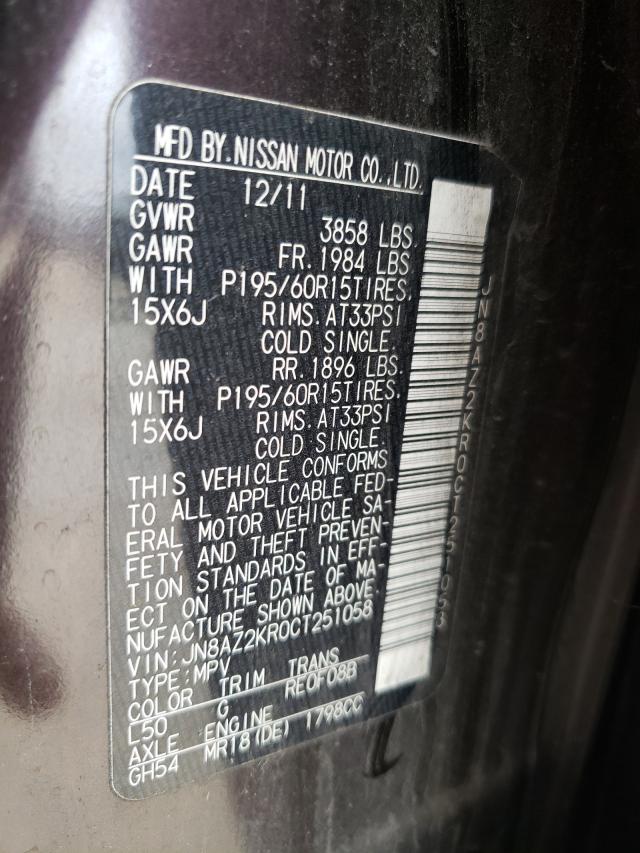 MFD BY.NISSAN MOTOR CO.,LTD.
DATE 12/11
GVWR 3858 LBS.
GAWR FR. 1984 LBS
WITH P195/60R15TIRES.
15X6J RIMS. AT33PSI
COLD SINGLE.
GAWR RR. 1896 LBS.
WITH P195/60R15TIRES.
15X6J RIMS. AT33PSI
COLD SINGLE.
THIS VEHICLE CONFORMS
TO ALL APPLICABLE FED-
ERAL MOTOR VEHICLE SA-
FETY AND THEFT PREVEN-
TION STANDARDS IN EFF-
ECT ON THE DATE OF MA-
NUFACTURE SHOWN ABOVE.
VIN:JN8AZ2KR0CT251058
TYPE:MPV
COLOR TRIM TRANS
L50 G RE0F08B
AXLE ENGINE
GH54 MR18(DE) 1798CC